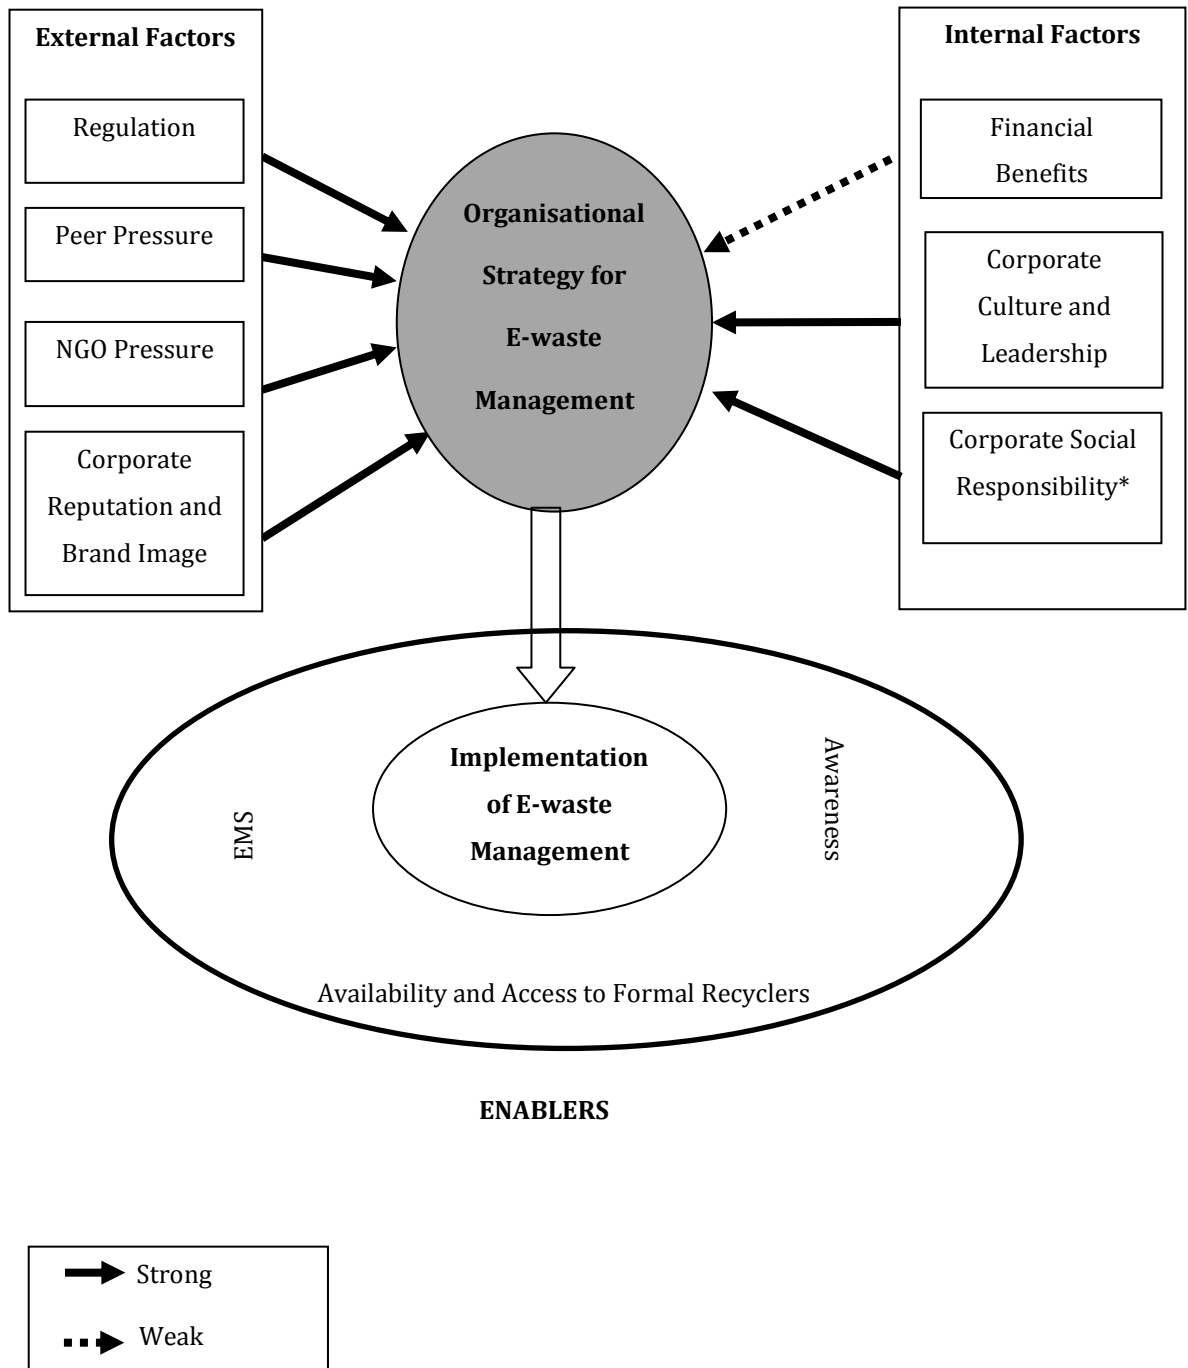 External Factors
Regulation
Peer Pressure
NGO Pressure
Corporate
Reputation and
Brand Image
Organisational
Strategy for
E-waste
Management
Internal Factors
Financial
Benefits
Corporate
Culture and
Leadership
Corporate Social
Responsibility*
Implementation
of E-waste
Management
EMS
Awareness
Availability and Access to Formal Recyclers
ENABLERS
Strong
Weak